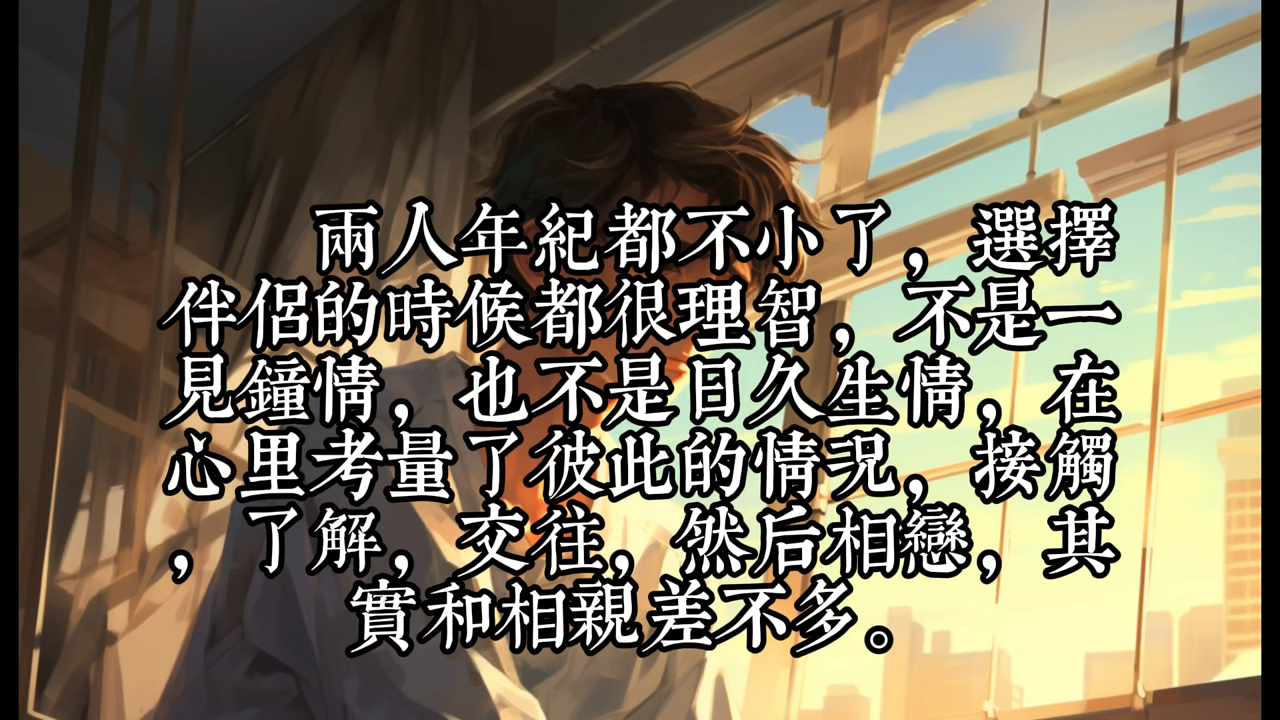 兩人年紀都不小了，選擇
伴侶的時候都很理智，不是一
見鐘情，也不是日久生情，在
心里考量了彼此的情況，接觸
，了解，交往，然后相戀，其
實和相親差不多。